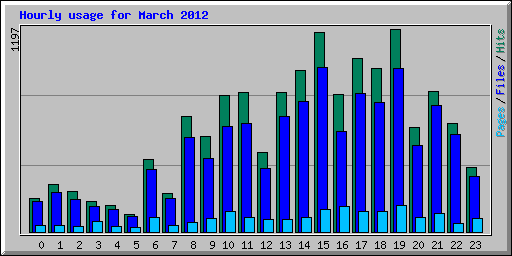 Hourly usage for March 2012
1197
Pages / Files / Hits
0 1 2 3 4 5 6 7 8 9 10 11 12 13 14 15 16 17 18 19 20 21 22 23